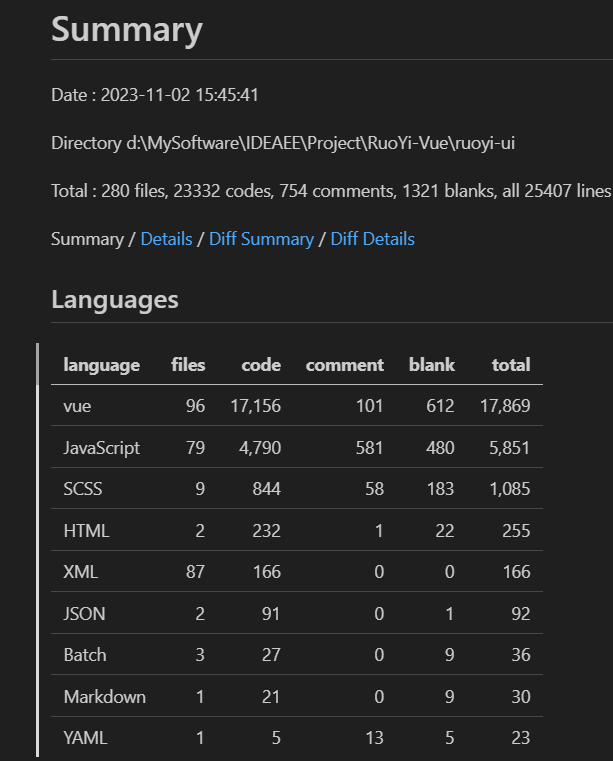 Summary
Date : 2023-11-02 15:45:41
Directory d:\MySoftware\IDEAEE\Project\RuoYi-Vue\ruoyi-ui
Total : 280 files, 23332 codes, 754 comments, 1321 blanks, all 25407 lines
Summary / Details / Diff Summary / Diff Details
Languages
language files code comment blank total
vue 96 17,156 101 612 17,869
JavaScript 79 4,790 581 480 5,851
SCSS 9 844 58 183 1,085
HTML 2 232 1 22 255
XML 87 166 0 0 166
JSON 2 91 0 1 92
Batch 3 27 0 9 36
Markdown 1 21 0 9 30
YAML 1 5 13 5 23